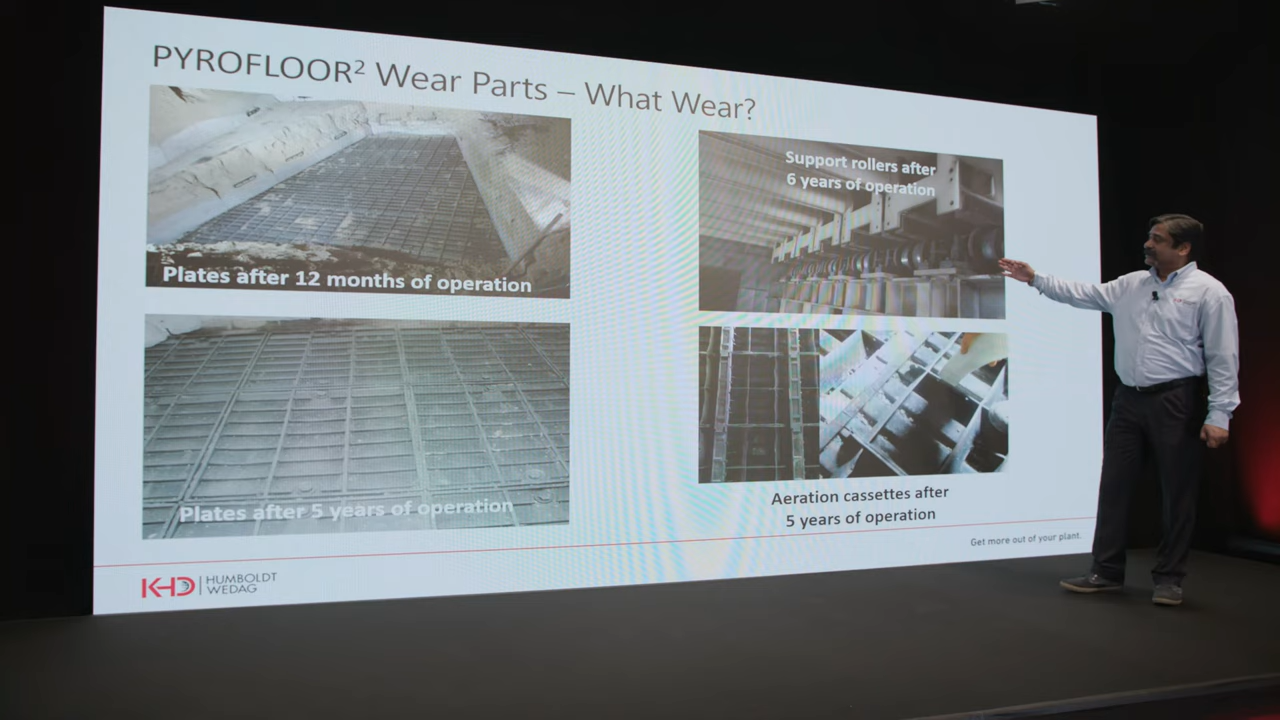 PYROFLOOR² Wear Parts – What Wear?
Plates after 12 months of operation
Support rollers after
6 years of operation
Plates after 5 years of operation
Aeration cassettes after
5 years of operation
Get more out of your plant.
KHD HUMBOLDT
WEDAG